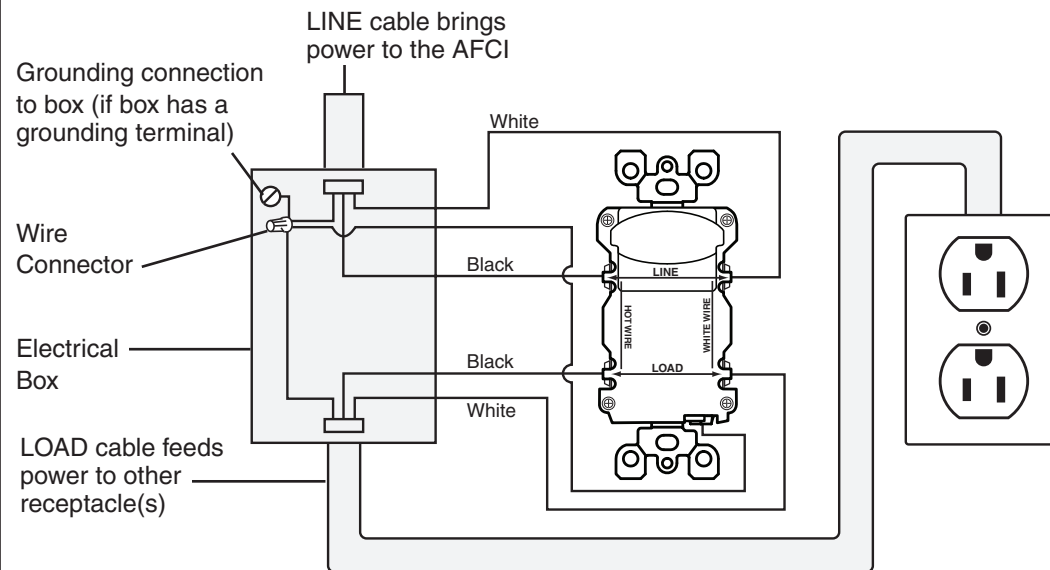 LINE cable brings
power to the AFCI
Grounding connection
to box (if box has a
grounding terminal)
White
Wire
Connector
Black
LINE
HOT WIRE
WHITE WIRE
Electrical
Box
Black
LOAD
White
LOAD cable feeds
power to other
receptacle(s)